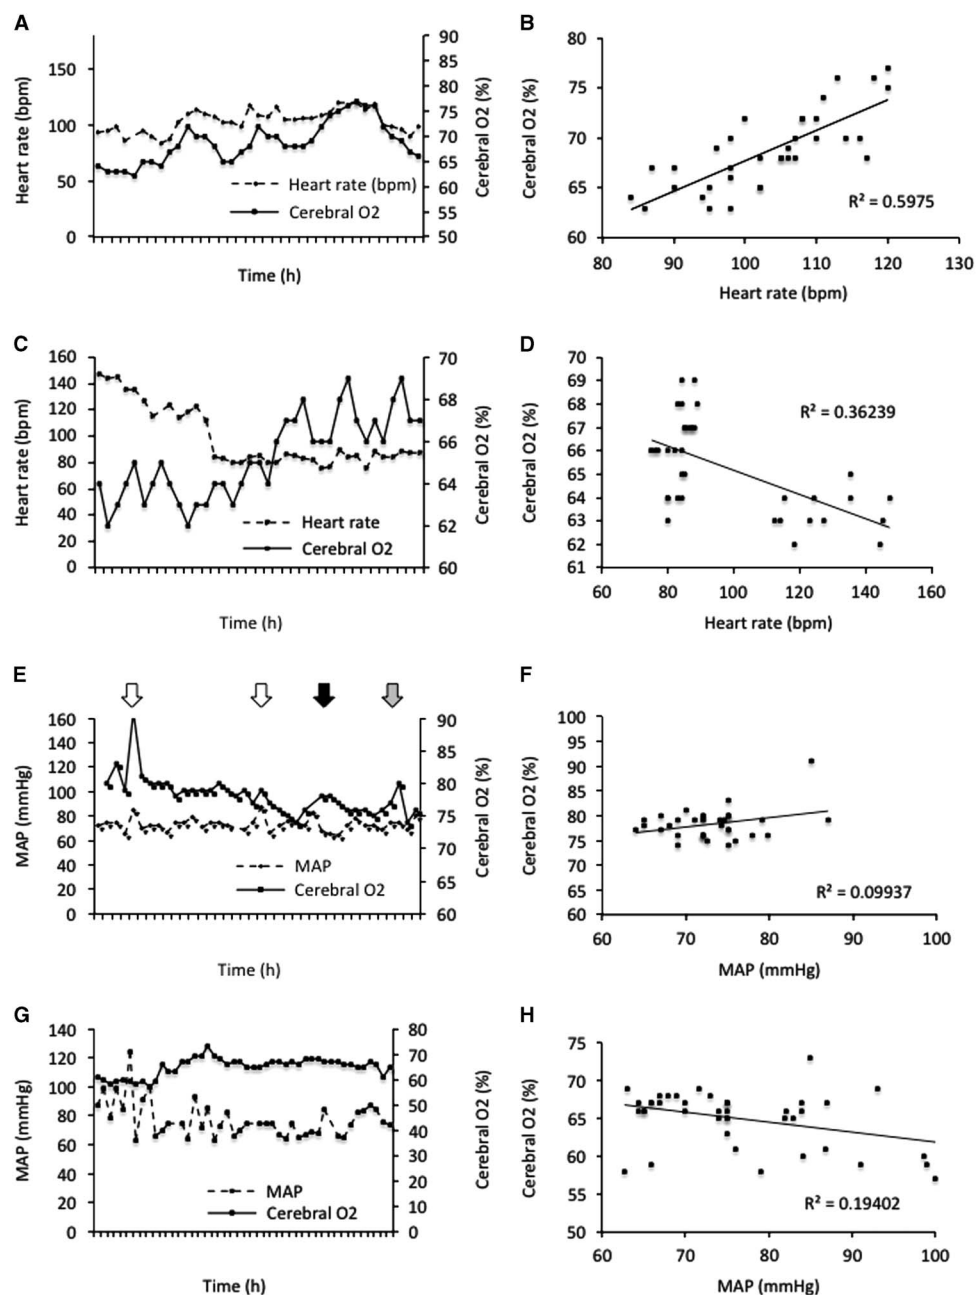 A
Heart rate (bpm)
150
100
50
0
90
85
80
75
70
65
60
55
50
Cerebral O2 (%)
Heart rate (bpm)
Cerebral O2
Time (h)
B
Cerebral O2 (%)
80
75
70
65
60
R² = 0.5975
80 90 100 110 120 130
Heart rate (bpm)
C
Heart rate (bpm)
160
140
120
100
80
60
40
20
0
70
68
66
64
62
60
Cerebral O2 (%)
Heart rate
Cerebral O2
Time (h)
D
Cerebral O2 (%)
70
69
68
67
66
65
64
63
62
61
R² = 0.36239
60 80 100 120 140 160
Heart rate (bpm)
E
MAP (mmHg)
160
140
120
100
80
60
40
20
0
90
85
80
75
70
65
60
Cerebral O2 (%)
MAP
Cerebral O2
Time (h)
F
Cerebral O2 (%)
100
95
90
85
80
75
70
65
60
R² = 0.09937
60 70 80 90 100
MAP (mmHg)
G
MAP (mmHg)
140
120
100
80
60
40
20
0
80
70
60
50
40
30
20
10
0
Cerebral O2 (%)
MAP
Cerebral O2
Time (h)
H
Cerebral O2 (%)
75
70
65
60
55
50
R² = 0.19402
60 70 80 90 100
MAP (mmHg)